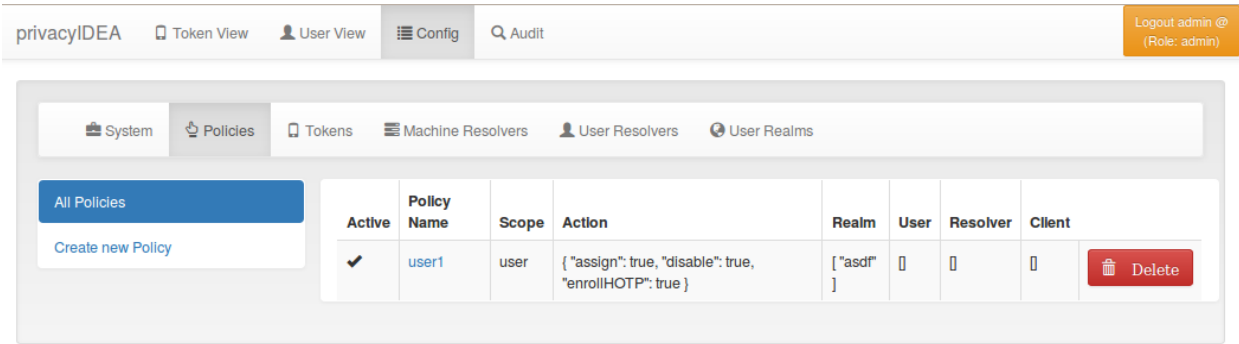 privacyIDEA Token View User View Config Audit
Logout admin @
(Role: admin)
System Policies Tokens Machine Resolvers User Resolvers User Realms
All Policies
Create new Policy
Active Policy Name Scope Action Realm User Resolver Client
user1 user { "assign": true, "disable": true, [ "asdf" [] [] [] Delete
"enrollHOTP": true } ]